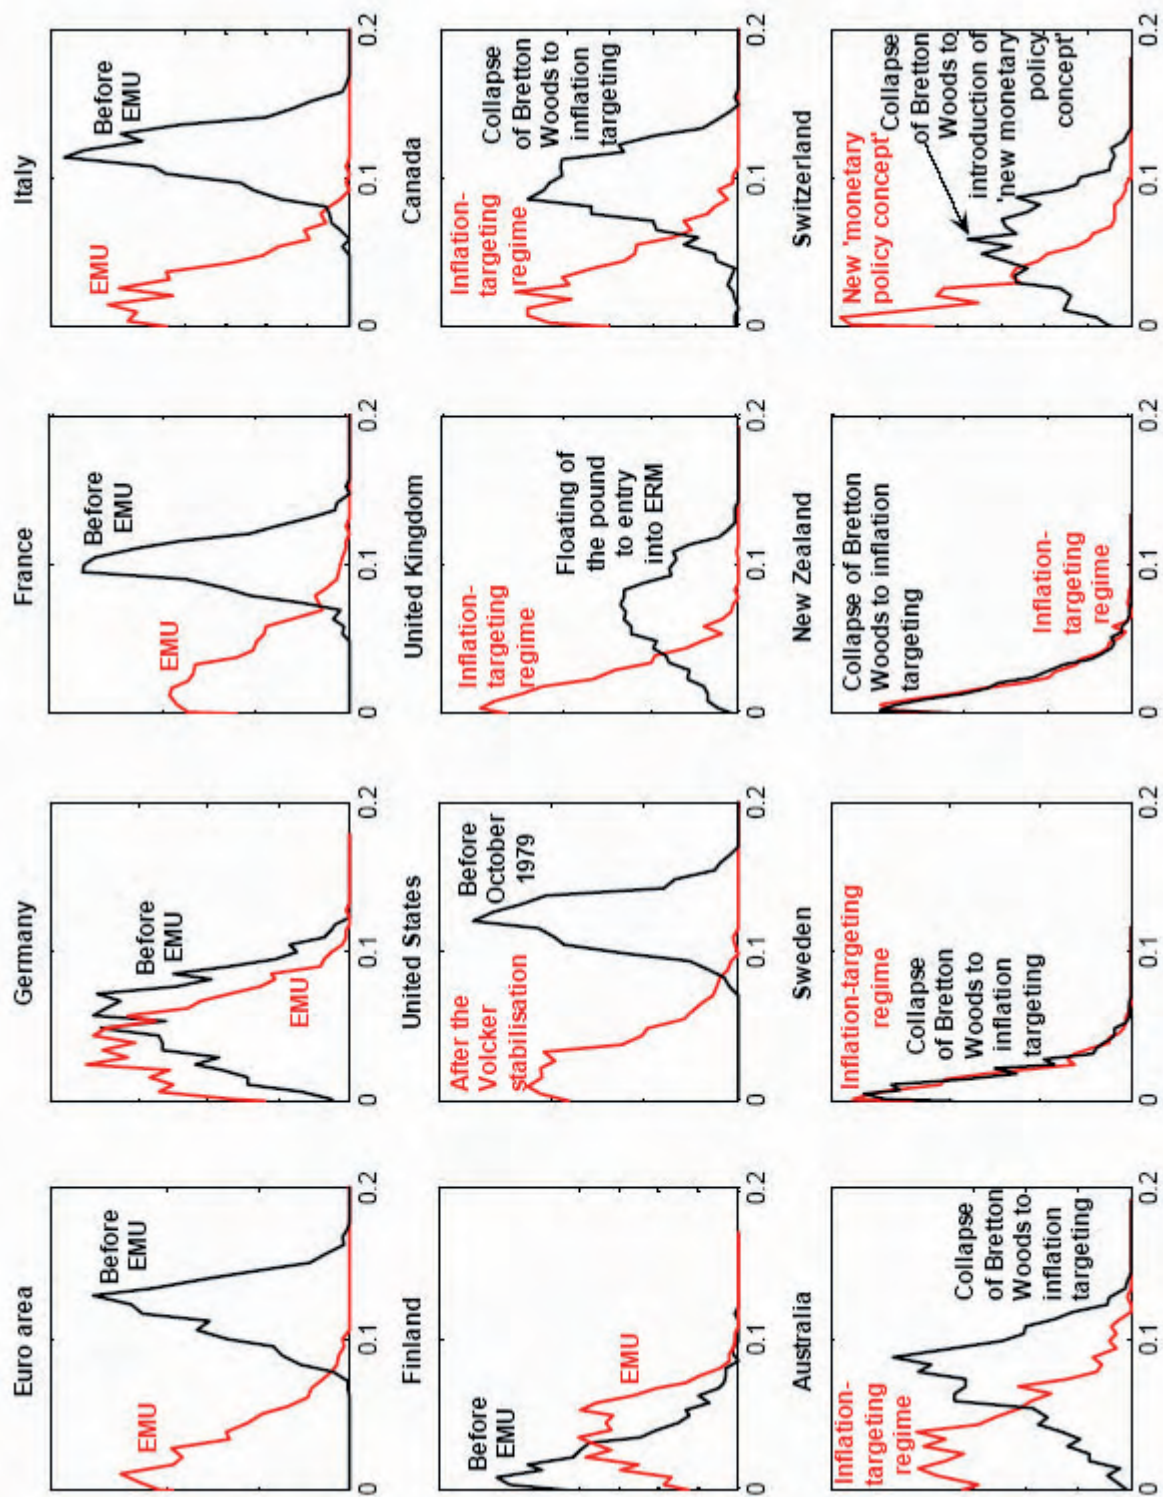 Euro area
Before
EMU
EMU
0
0.1
0.2
Germany
Before
EMU
EMU
0
0.1
0.2
France
Before
EMU
EMU
0
0.1
0.2
Italy
Before
EMU
EMU
0
0.1
0.2
Finland
Before
EMU
EMU
0
0.1
0.2
United States
After the
Volcker
stabilisation
Before
October
1979
0
0.1
0.2
United Kingdom
Inflation-
targeting
regime
Floating of
the pound
to entry
into ERM
0
0.1
0.2
Canada
Inflation-
targeting
regime
Collapse
of Bretton
Woods to
inflation
targeting
0
0.1
0.2
Australia
Inflation-
targeting
regime
Collapse
of Bretton
Woods to
inflation
targeting
0
0.1
0.2
Sweden
Inflation-targeting
regime
Collapse
of Bretton
Woods to
inflation
targeting
0
0.1
0.2
New Zealand
Collapse of Bretton
Woods to inflation
targeting
Inflation-
targeting
regime
0
0.1
0.2
Switzerland
New 'monetary
policy concept'
Collapse
of Bretton
Woods to
introduction of
'new monetary
policy
concept'
0
0.1
0.2